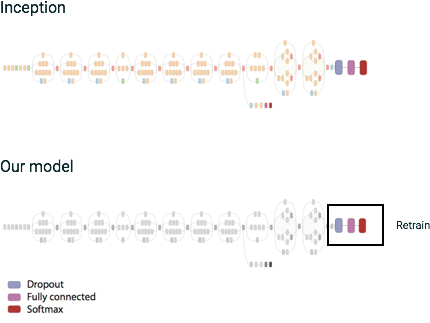 Inception
Our model
Retrain
Dropout
Fully connected
Softmax